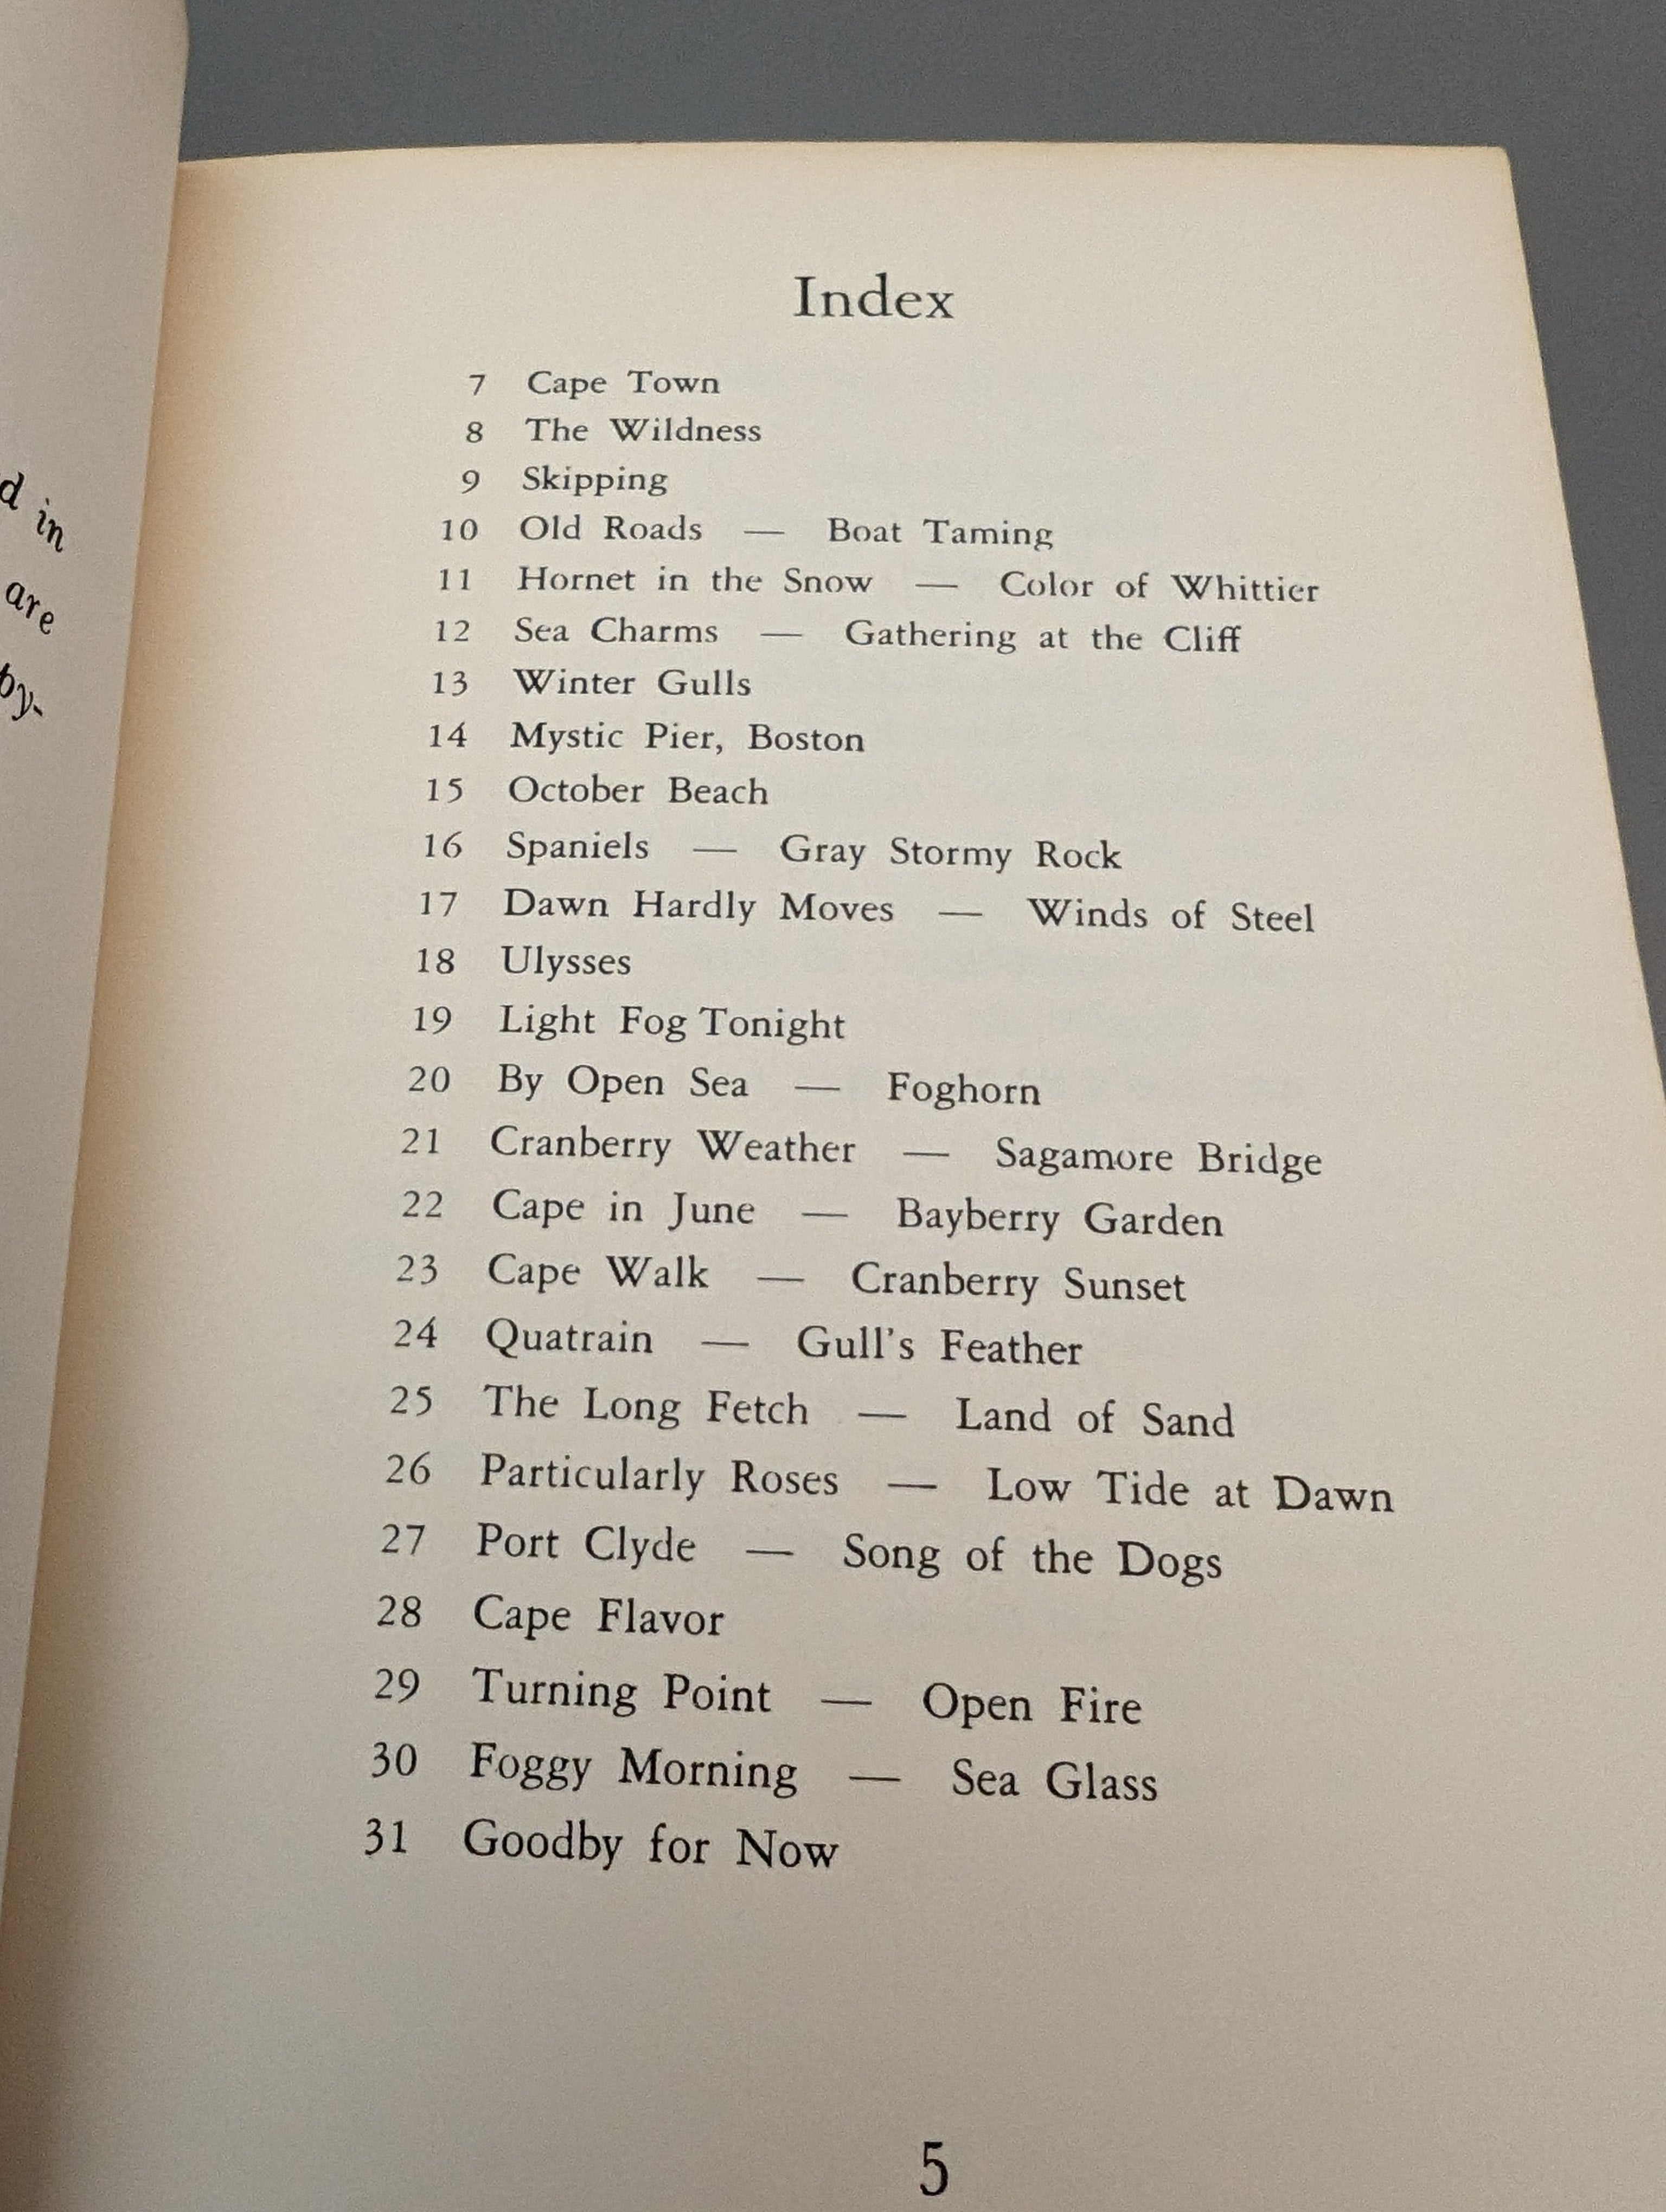 d in
are
by-
Index
7 Cape Town
8 The Wildness
9 Skipping
10 Old Roads — Boat Taming
11 Hornet in the Snow — Color of Whittier
12 Sea Charms — Gathering at the Cliff
13 Winter Gulls
14 Mystic Pier, Boston
15 October Beach
16 Spaniels — Gray Stormy Rock
17 Dawn Hardly Moves — Winds of Steel
18 Ulysses
19 Light Fog Tonight
20 By Open Sea — Foghorn
21 Cranberry Weather — Sagamore Bridge
22 Cape in June — Bayberry Garden
23 Cape Walk — Cranberry Sunset
24 Quatrain — Gull's Feather
25 The Long Fetch — Land of Sand
26 Particularly Roses — Low Tide at Dawn
27 Port Clyde — Song of the Dogs
28 Cape Flavor
29 Turning Point — Open Fire
30 Foggy Morning — Sea Glass
31 Goodby for Now
5